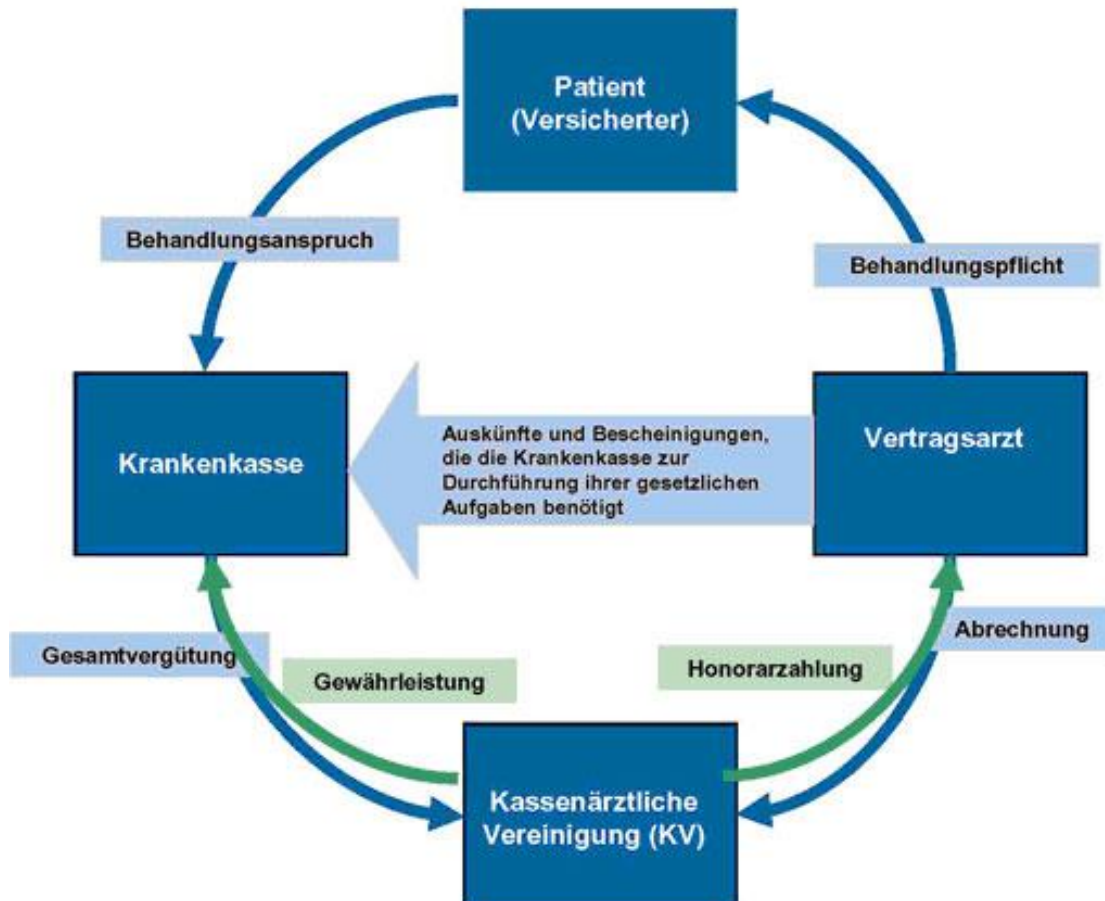 Patient
(Versicherter)
Behandlungsanspruch
Behandlungspflicht
Krankenkasse
Auskünfte und Bescheinigungen,
die die Krankenkasse zur
Durchführung ihrer gesetzlichen
Aufgaben benötigt
Vertragsarzt
Gesamtvergütung
Gewährleistung
Honorarzahlung
Abrechnung
Kassenärztliche
Vereinigung (KV)